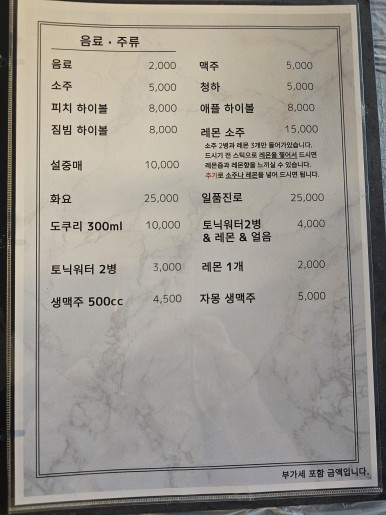 음료 · 주류
음료 2,000
맥주 5,000
소주 5,000
청하 5,000
피치 하이볼 8,000
애플 하이볼 8,000
짐빔 하이볼 8,000
레몬 소주 15,000
소주 2병과 레몬 3개만 들어가있습니다.
드시기 전 스틱으로 레몬을 찧어서 드시면
레몬즙과 레몬향을 느끼실 수 있습니다.
추가로 소주나 레몬을 넣어 드시면 됩니다.
설중매 10,000
화요 25,000
일품진로 25,000
도쿠리 300ml 10,000
토닉워터2병 4,000
& 레몬 & 얼음
토닉워터 2병 3,000
레몬 1개 2,000
생맥주 500cc 4,500
자몽 생맥주 5,000
부가세 포함 금액입니다.